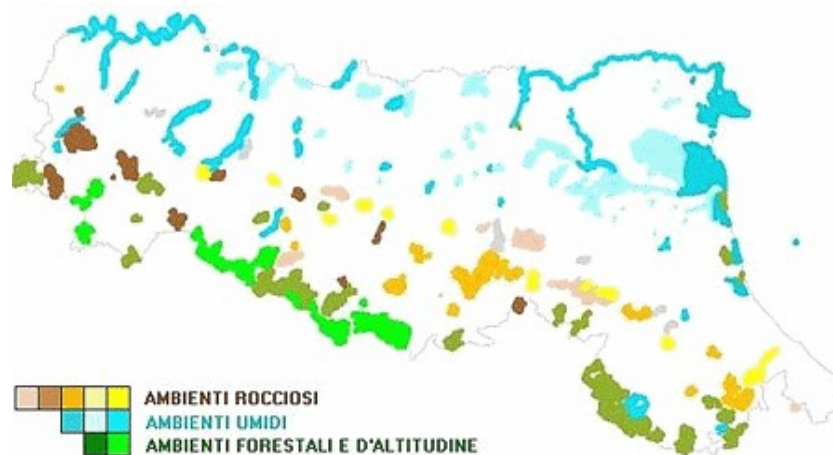 AMBIENTI ROCCIOSI
AMBIENTI UMIDI
AMBIENTI FORESTALI E D'ALTITUDINE